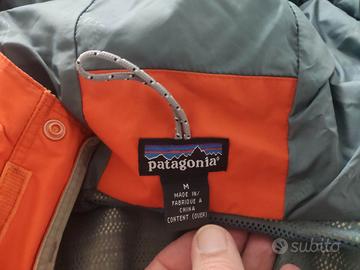 patagonia®
M
MADE IN/
FABRIQUE A
CHINA
CONTENT (OVER)
subito